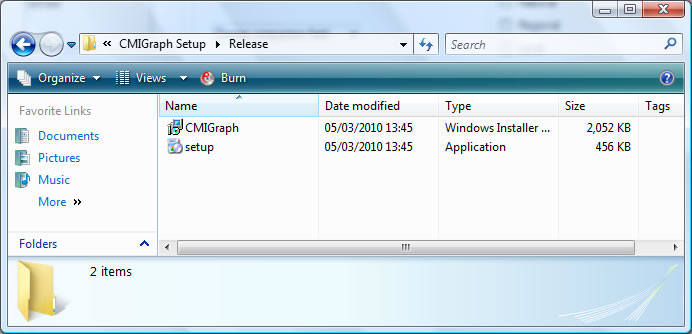 « CMIGraph Setup Release
Search
Organize Views Burn ?
Favorite Links
Documents
Pictures
Music
More »
Folders
Name Date modified Type Size Tags
CMIGraph 05/03/2010 13:45 Windows Installer ... 2,052 KB
setup 05/03/2010 13:45 Application 456 KB
2 items